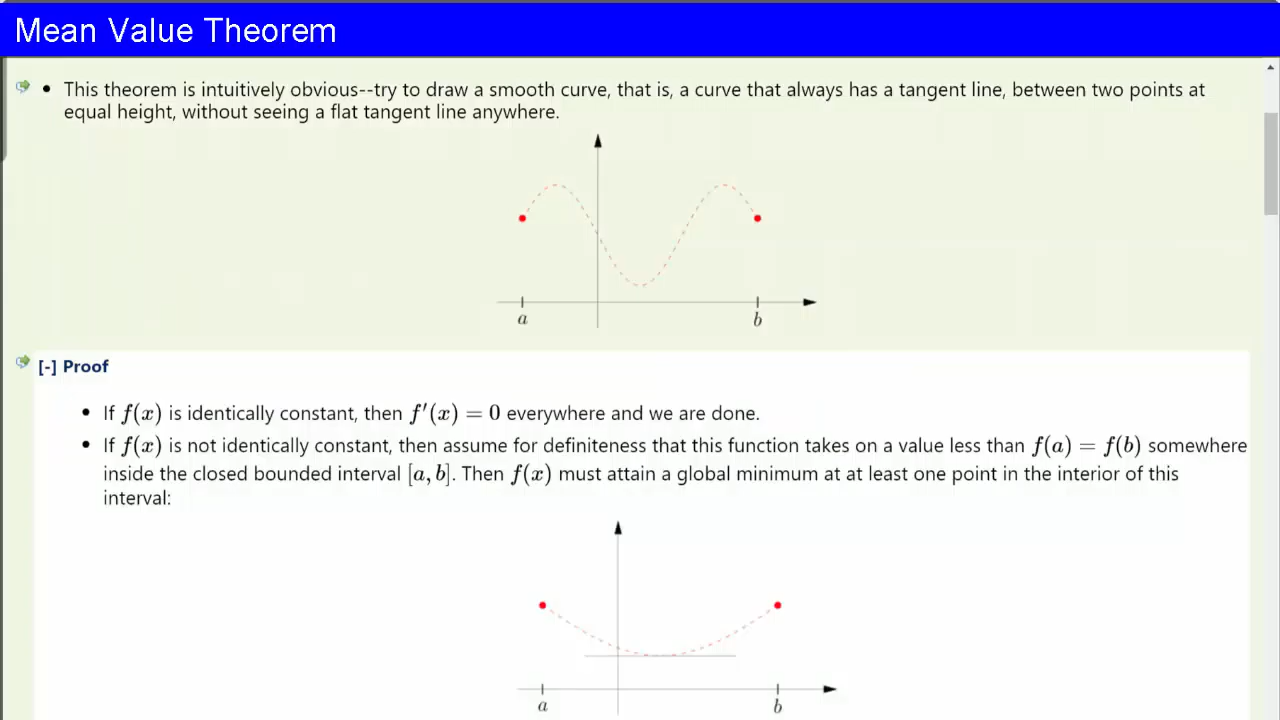 Mean Value Theorem
• This theorem is intuitively obvious--try to draw a smooth curve, that is, a curve that always has a tangent line, between two points at
equal height, without seeing a flat tangent line anywhere.
a b
[-] Proof
• If f(x) is identically constant, then f′(x) = 0 everywhere and we are done.
• If f(x) is not identically constant, then assume for definiteness that this function takes on a value less than f(a) = f(b) somewhere
inside the closed bounded interval [a, b]. Then f(x) must attain a global minimum at at least one point in the interior of this
interval:
a b